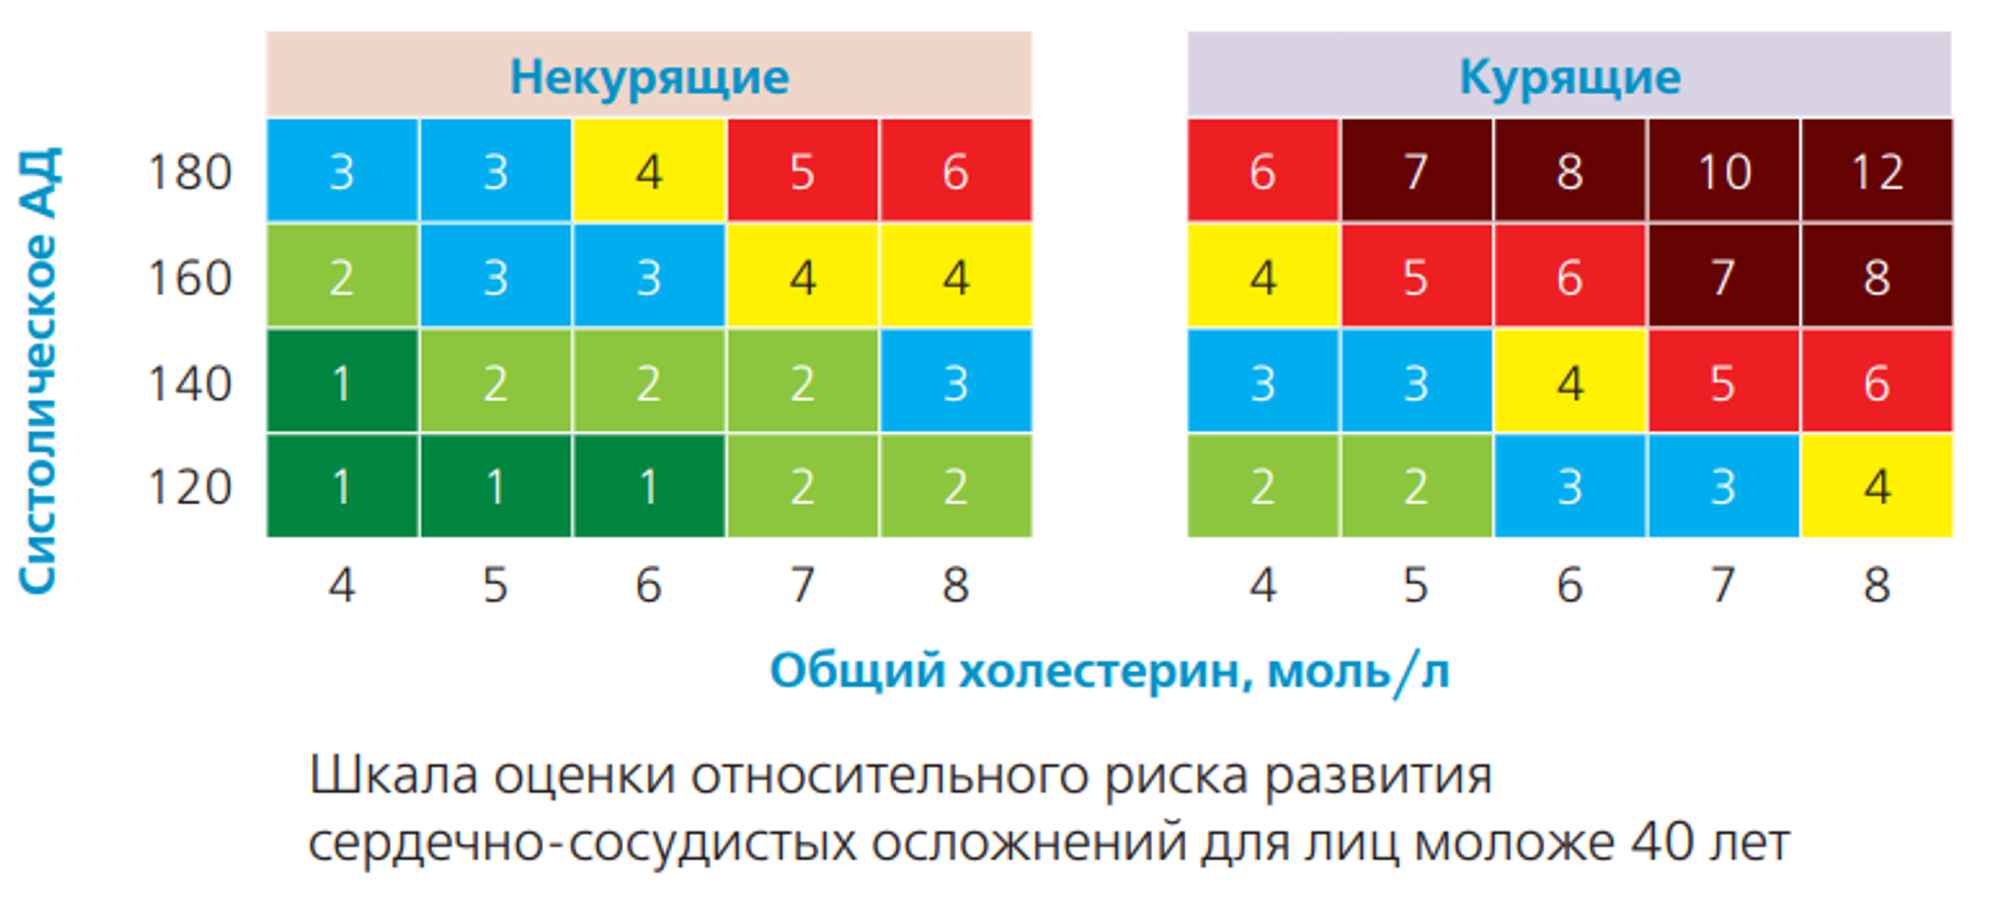 Некурящие Курящие
Систолическое АД
180 3 3 4 5 6 6 7 8 10 12
160 2 3 3 4 4 4 5 6 7 8
140 1 2 2 2 3 3 3 4 5 6
120 1 1 1 2 2 2 2 3 3 4
4 5 6 7 8 4 5 6 7 8
Общий холестерин, моль/л
Шкала оценки относительного риска развития
сердечно-сосудистых осложнений для лиц моложе 40 лет